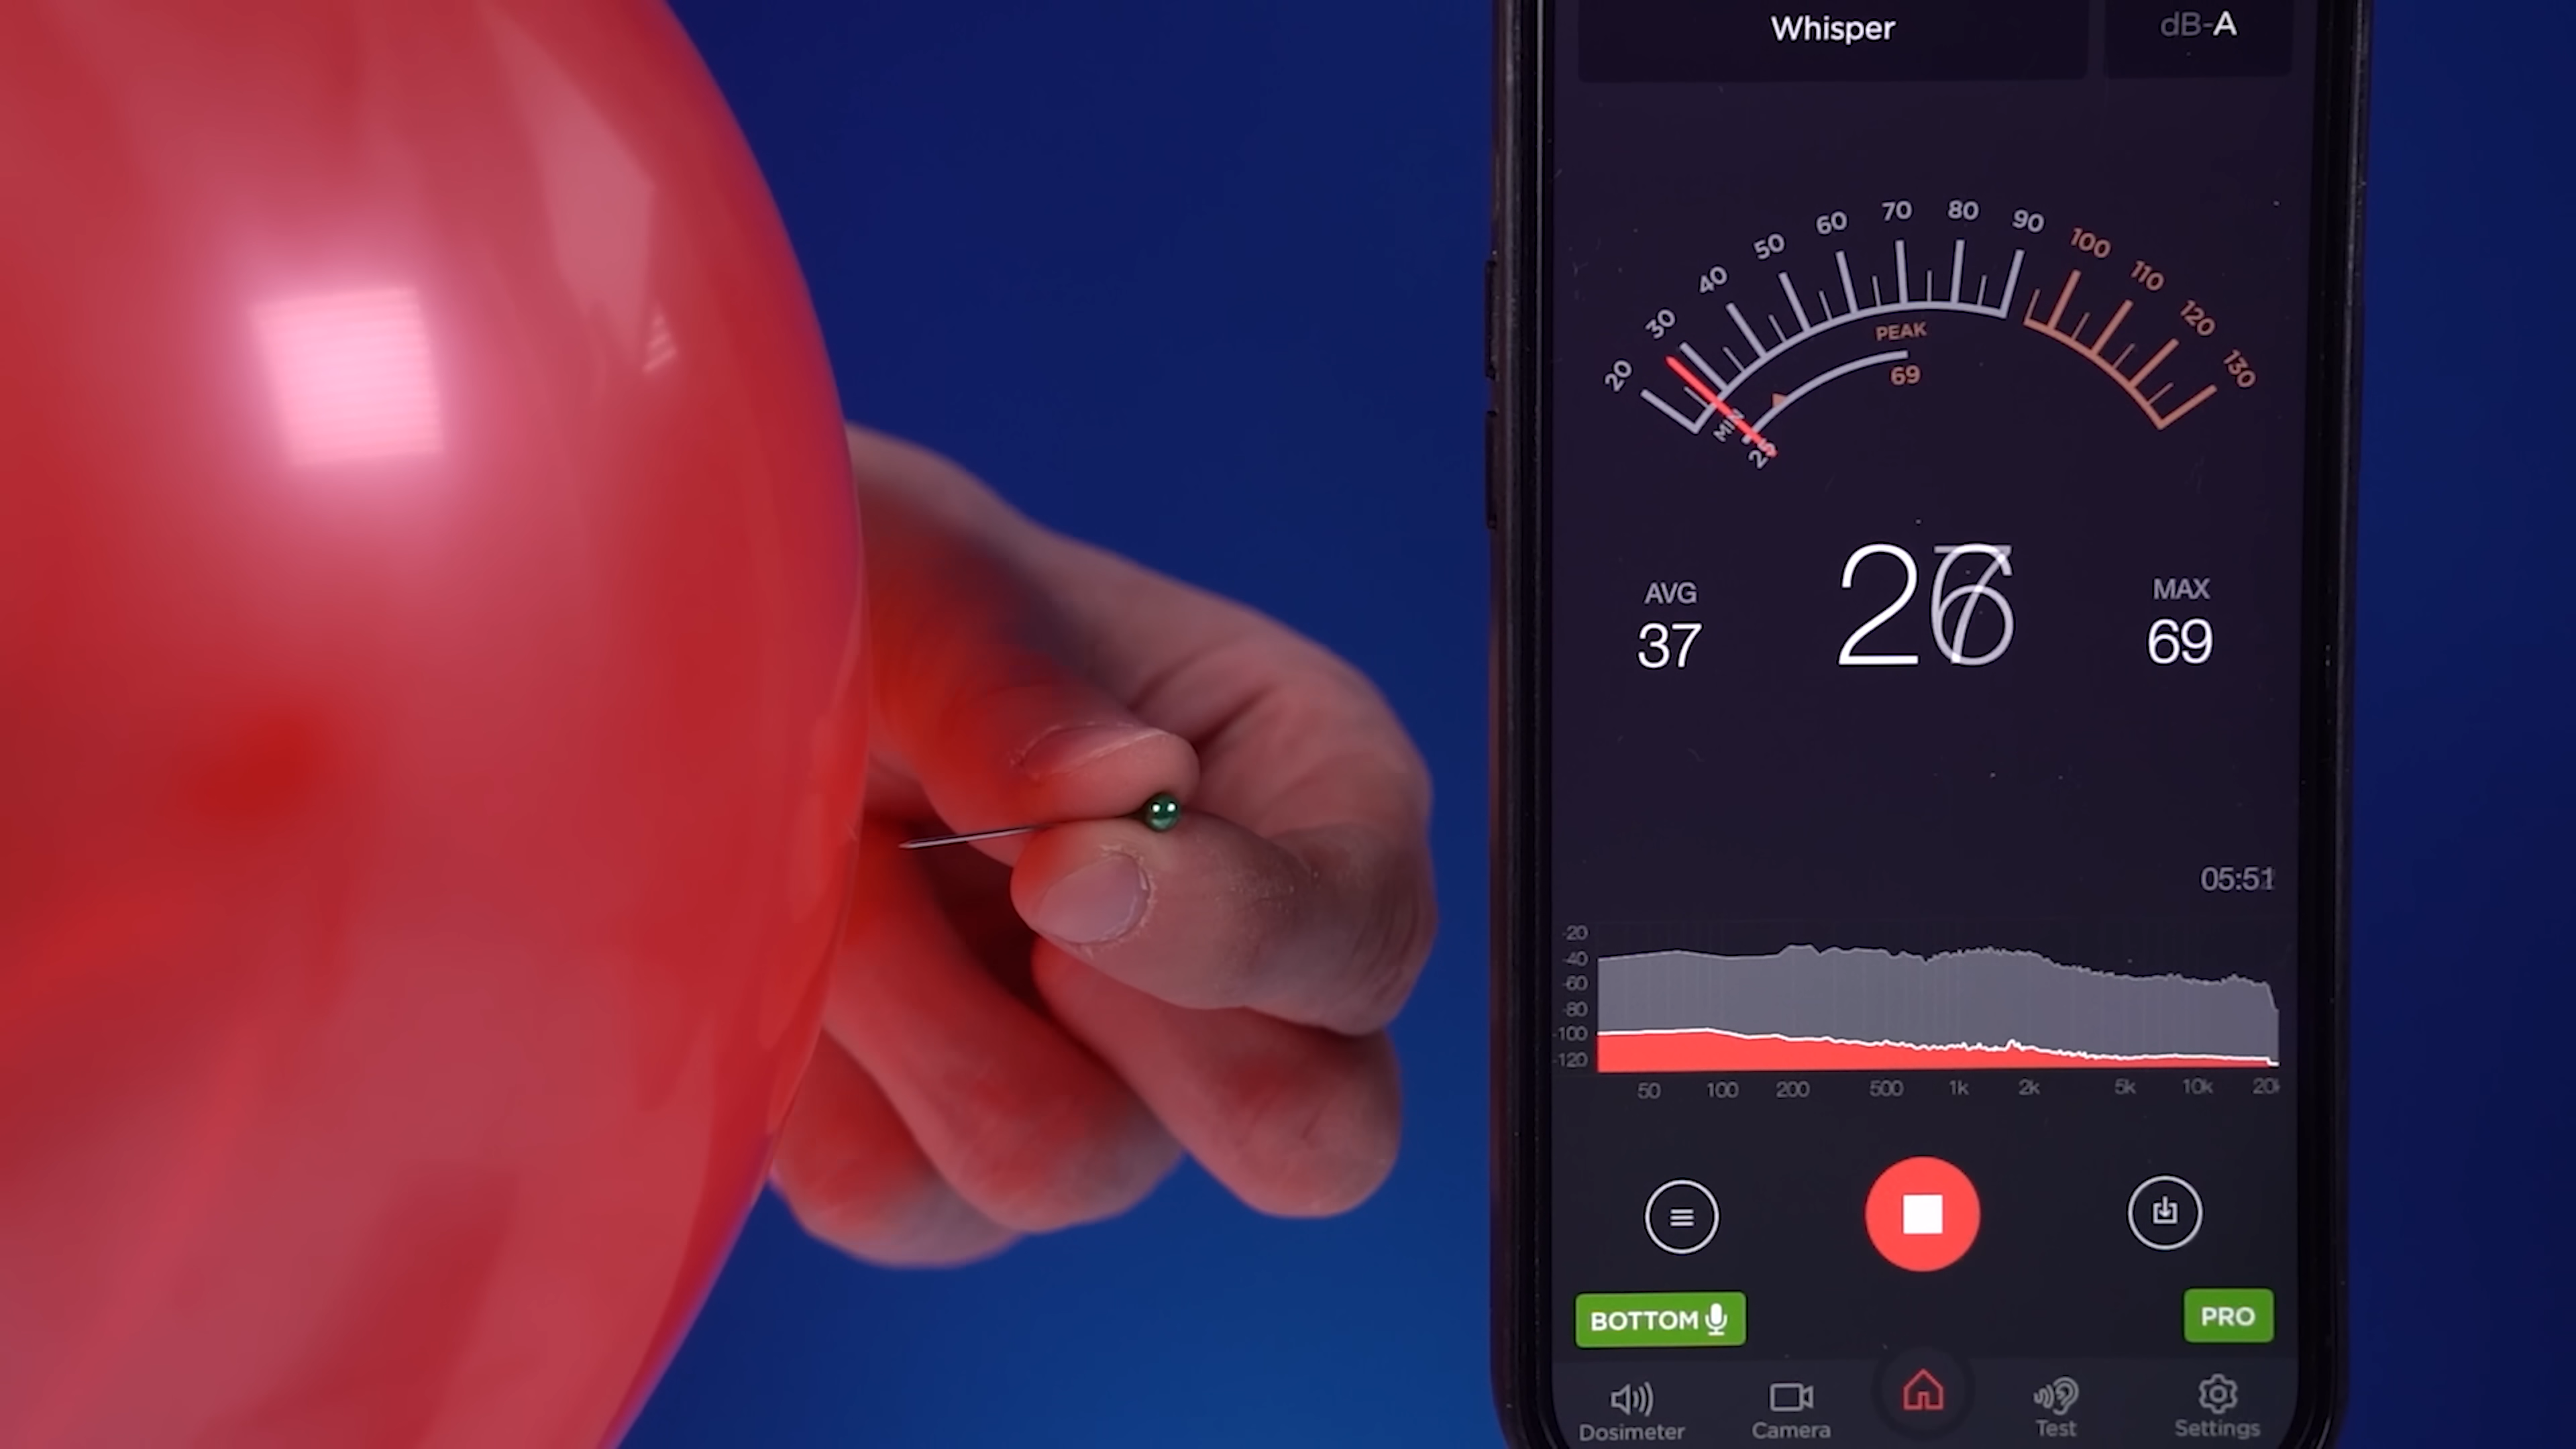 Whisper
dB-A
20 30 40 50 60 70 80 90 100 110 120 130
PEAK
69
MIN
AVG
37
MAX
69
05:51
-20
-40
-60
-80
-100
-120
50 100 200 500 1k 2k 5k 10k 20k
BOTTOM
PRO
Dosimeter
Camera
Test
Settings